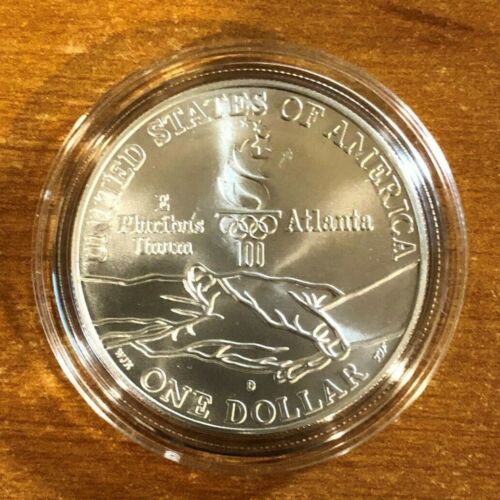 UNITED STATES OF AMERICA
E
Pluribus
Unum
Atlanta
100
D
ONE DOLLAR